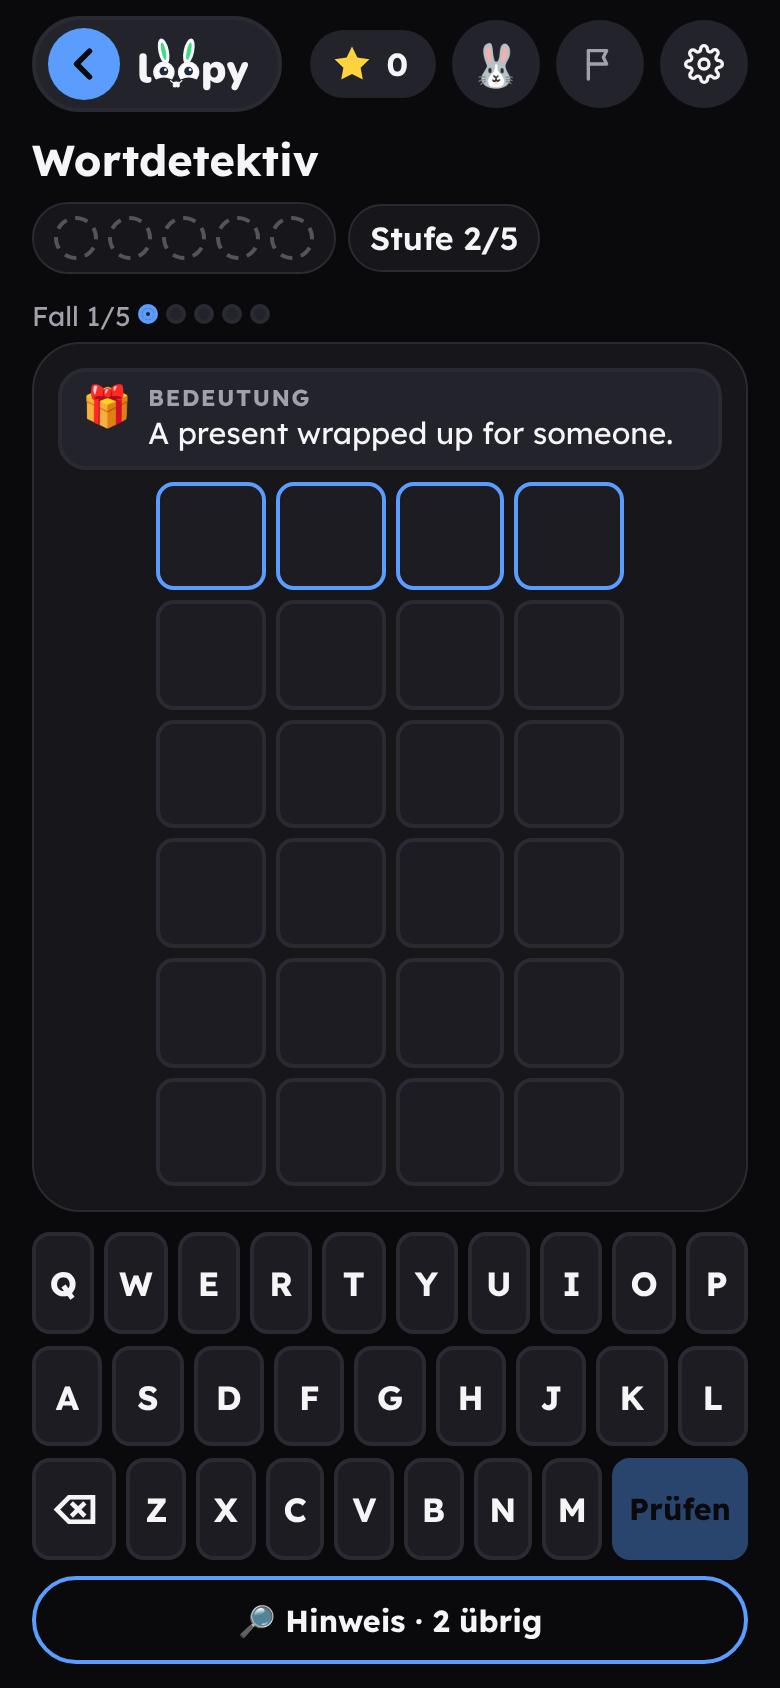 loopy
0
Wortdetektiv
Stufe 2/5
Fall 1/5
BEDEUTUNG
A present wrapped up for someone.
Q W E R T Y U I O P
A S D F G H J K L
Z X C V B N M Prüfen
Hinweis · 2 übrig